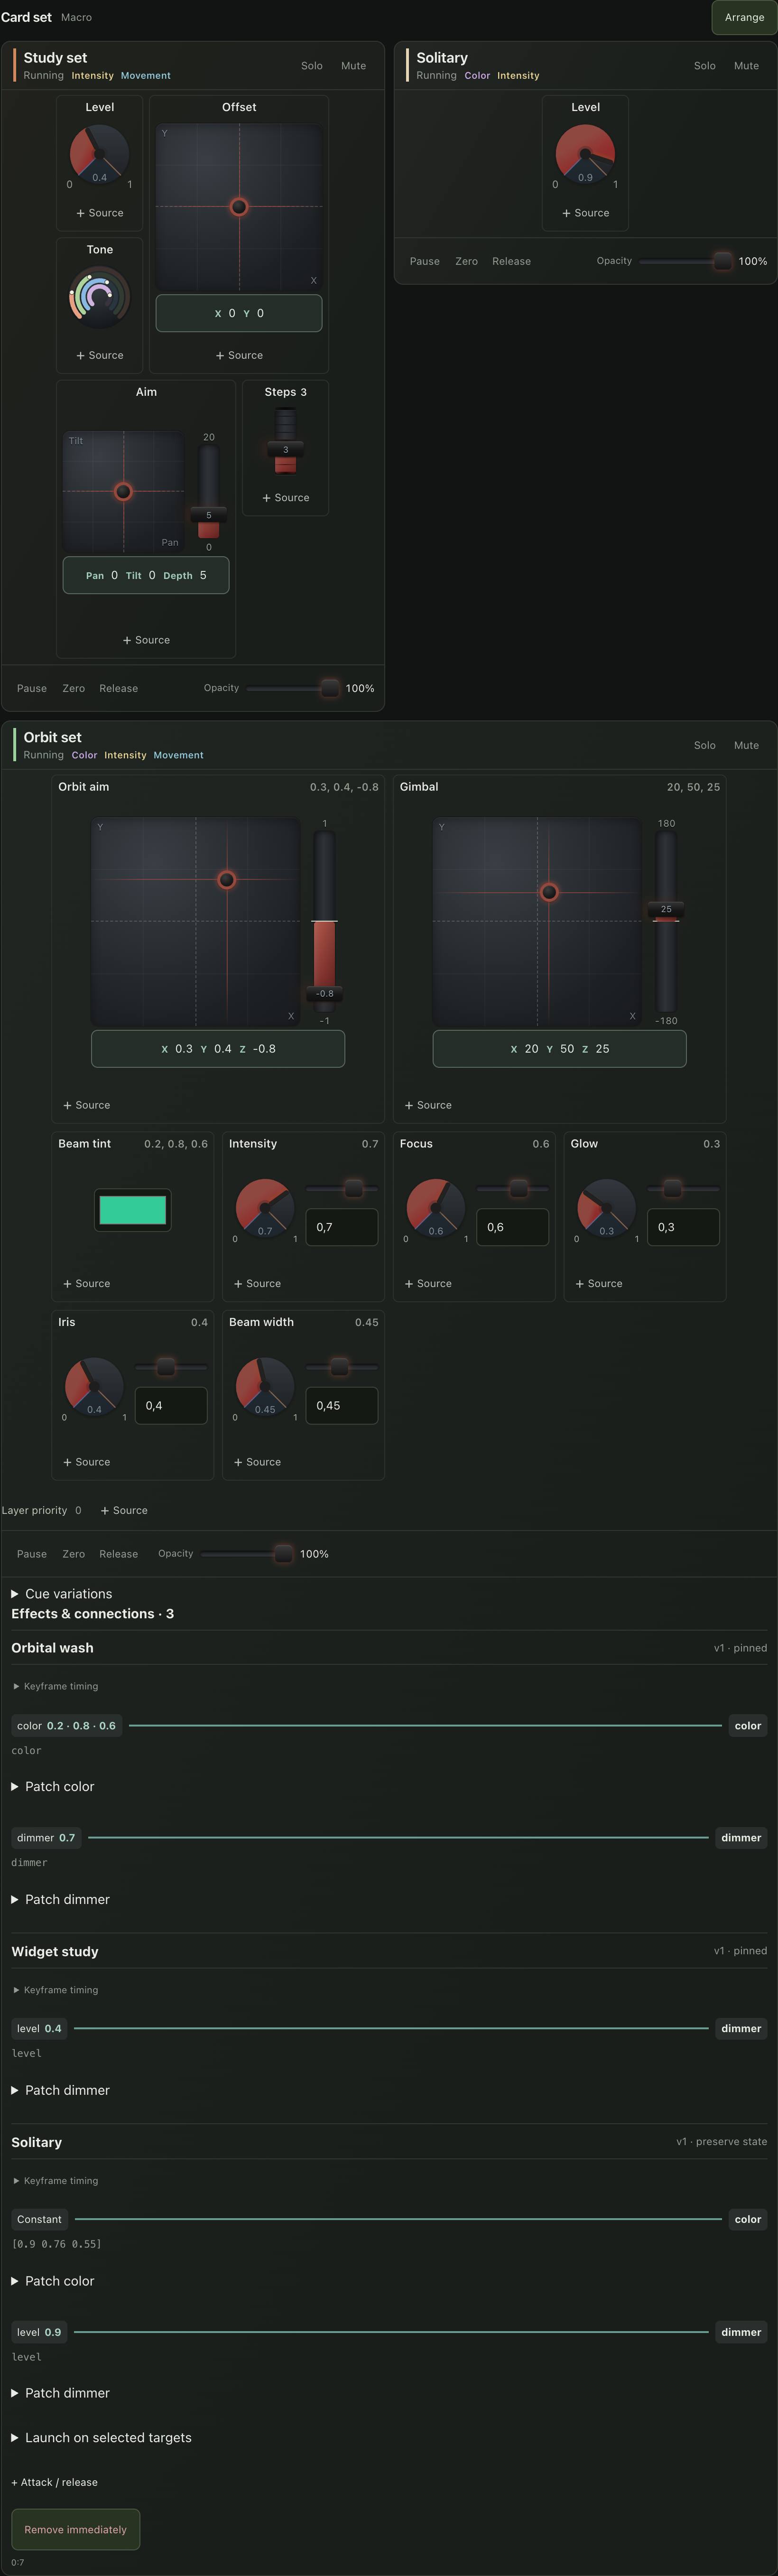 Card set Macro Arrange
Study set
Running Intensity Movement Solo Mute
Level
0.4
0 1
+ Source
Offset
Y
X
X 0 Y 0
+ Source
Tone
+ Source
Aim
Tilt
Pan
20
5
0
Pan 0 Tilt 0 Depth 5
+ Source
Steps 3
3
+ Source
Pause Zero Release Opacity 100%
Solitary
Running Color Intensity Solo Mute
Level
0.9
0 1
+ Source
Pause Zero Release Opacity 100%
Orbit set
Running Color Intensity Movement Solo Mute
Orbit aim 0.3, 0.4, -0.8
Y
X
1
-0.8
-1
X 0.3 Y 0.4 Z -0.8
+ Source
Gimbal 20, 50, 25
Y
X
180
25
-180
X 20 Y 50 Z 25
+ Source
Beam tint 0.2, 0.8, 0.6
+ Source
Intensity 0.7
0.7
0 1
0,7
+ Source
Focus 0.6
0.6
0 1
0,6
+ Source
Glow 0.3
0.3
0 1
0,3
+ Source
Iris 0.4
0.4
0 1
0,4
+ Source
Beam width 0.45
0.45
0 1
0,45
+ Source
Layer priority 0 + Source
Pause Zero Release Opacity 100%
Cue variations
Effects & connections · 3
Orbital wash v1 · pinned
Keyframe timing
color 0.2 · 0.8 · 0.6 color
color
Patch color
dimmer 0.7 dimmer
dimmer
Patch dimmer
Widget study v1 · pinned
Keyframe timing
level 0.4 dimmer
level
Patch dimmer
Solitary v1 · preserve state
Keyframe timing
Constant color
[0.9 0.76 0.55]
Patch color
level 0.9 dimmer
level
Patch dimmer
Launch on selected targets
+ Attack / release
Remove immediately
0:7